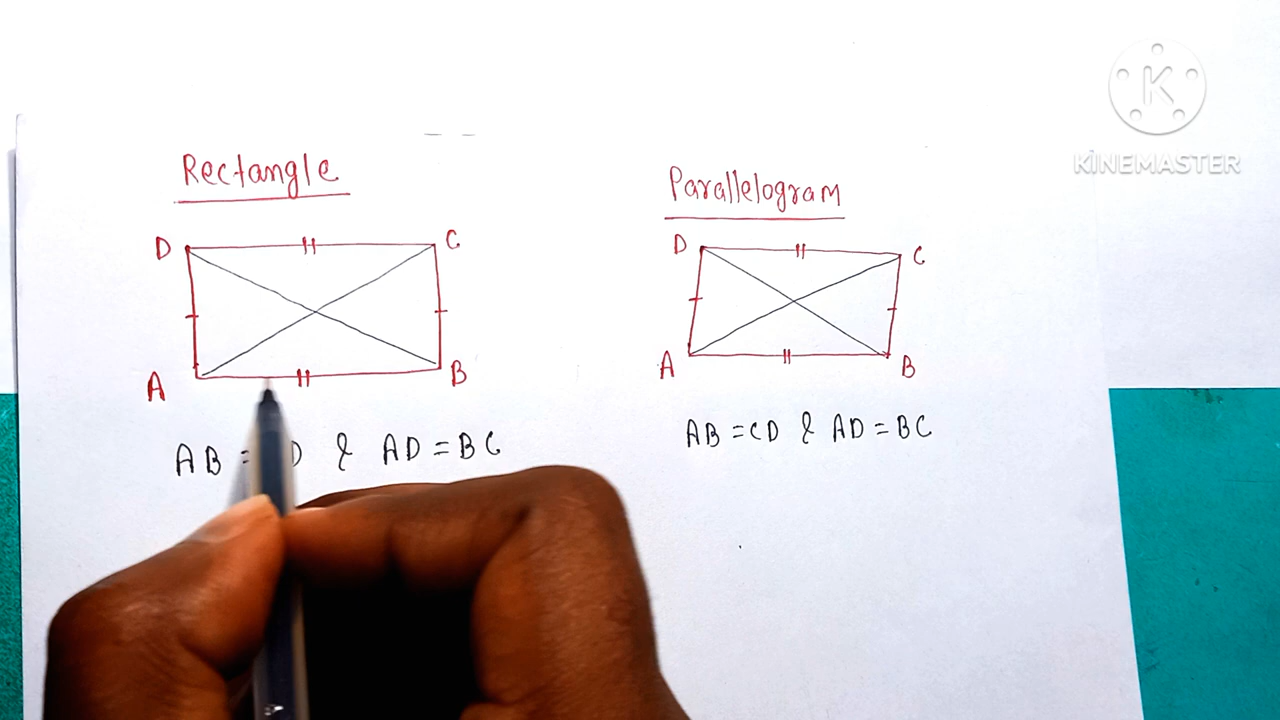 KINEMASTER
Rectangle
Parallelogram
D C
D C
A B
A B
AB = D & AD = BC
AB = CD & AD = BC